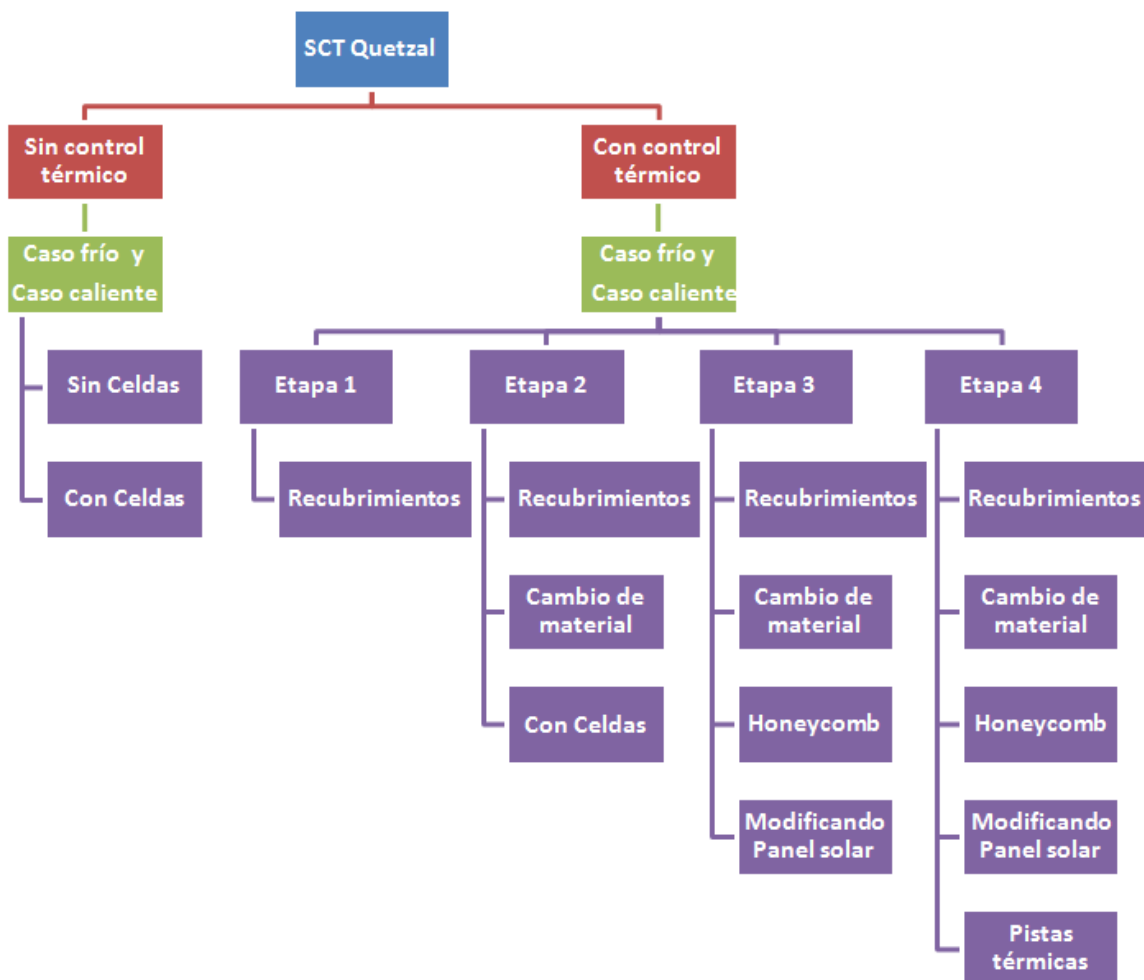 SCT Quetzal
Sin control
térmico
Con control
térmico
Caso frío y
Caso caliente
Caso frío y
Caso caliente
Sin Celdas
Etapa 1
Etapa 2
Etapa 3
Etapa 4
Con Celdas
Recubrimientos
Recubrimientos
Recubrimientos
Recubrimientos
Cambio de
material
Cambio de
material
Cambio de
material
Con Celdas
Honeycomb
Honeycomb
Modificando
Panel solar
Modificando
Panel solar
Pistas
térmicas